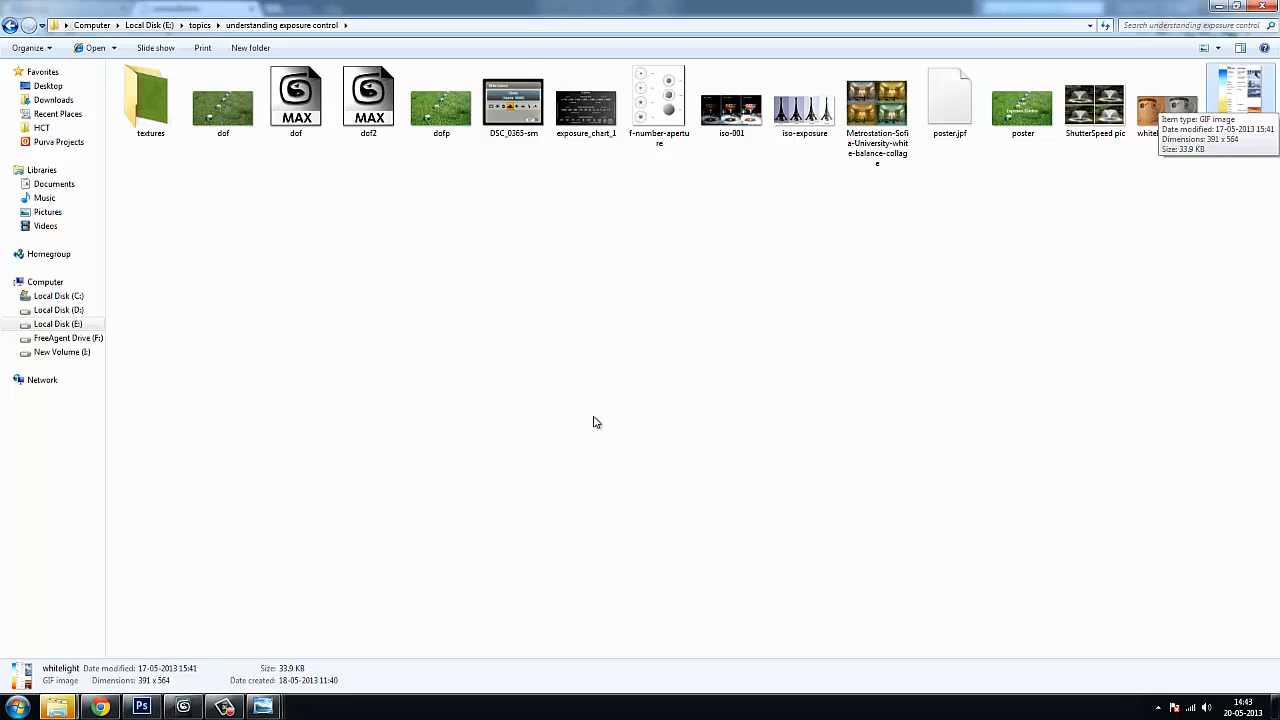 Computer ▸ Local Disk (E:) ▸ topics ▸ understanding exposure control ▸
Search understanding exposure control
Organize
Open
Slide show
Print
New folder
Favorites
Desktop
Downloads
Recent Places
HCT
Purva Projects
Libraries
Documents
Music
Pictures
Videos
Homegroup
Computer
Local Disk (C:)
Local Disk (D:)
Local Disk (E:)
FreeAgent Drive (F:)
New Volume (I:)
Network
MAX
MAX
textures
dof
dof
dof2
dofp
DSC_0365-sm
exposure_chart_1
f-number-apertu
re
iso-001
iso-exposure
Metrostation-Sofi
a-University-whit
e-balance-collag
e
poster.jpf
poster
ShutterSpeed pic
Item type: GIF image
Date modified: 17-05-2013 15:41
Dimensions: 391 x 564
Size: 33.9 KB
whitelight Date modified: 17-05-2013 15:41 Size: 33.9 KB
GIF image Dimensions: 391 x 564 Date created: 18-05-2013 11:40
Ps
14:43
20-05-2013